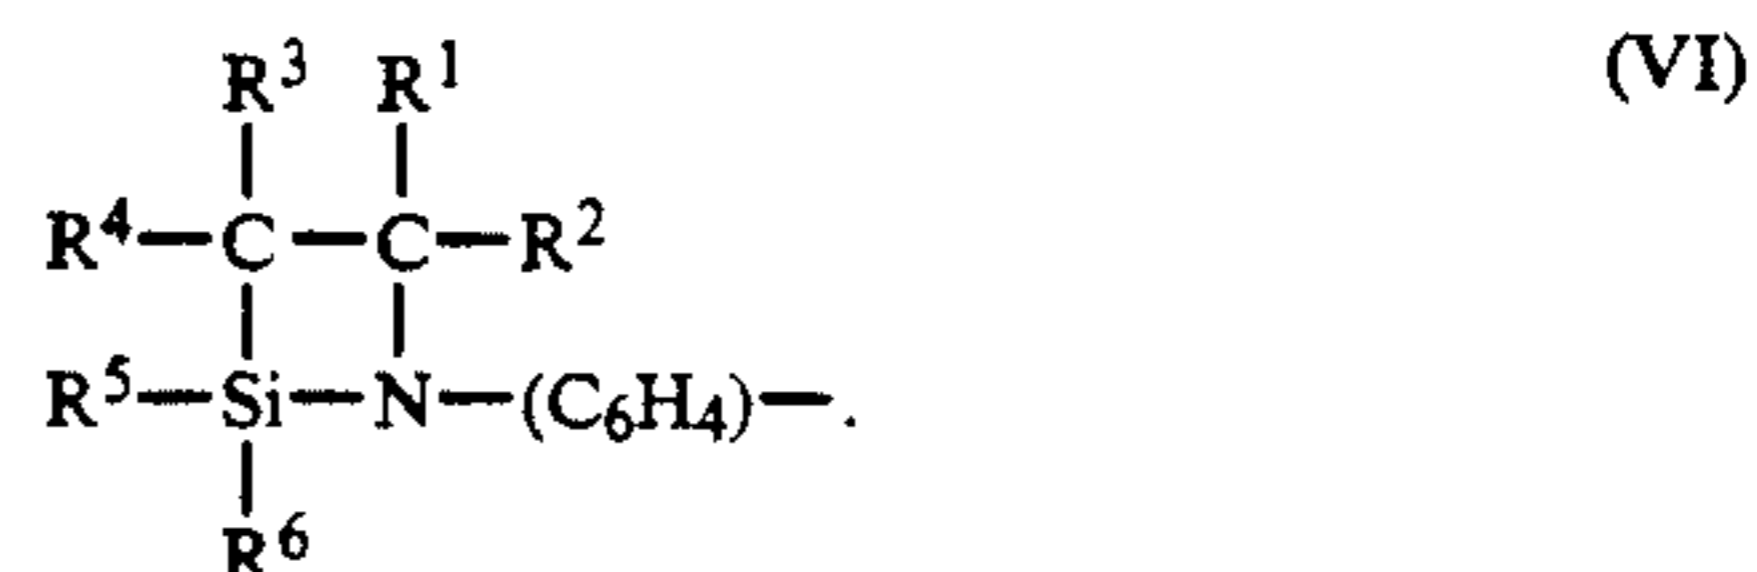 R3 R1 (VI)
R4—C—C—R2
R5—Si—N—(C6H4)—.
R6